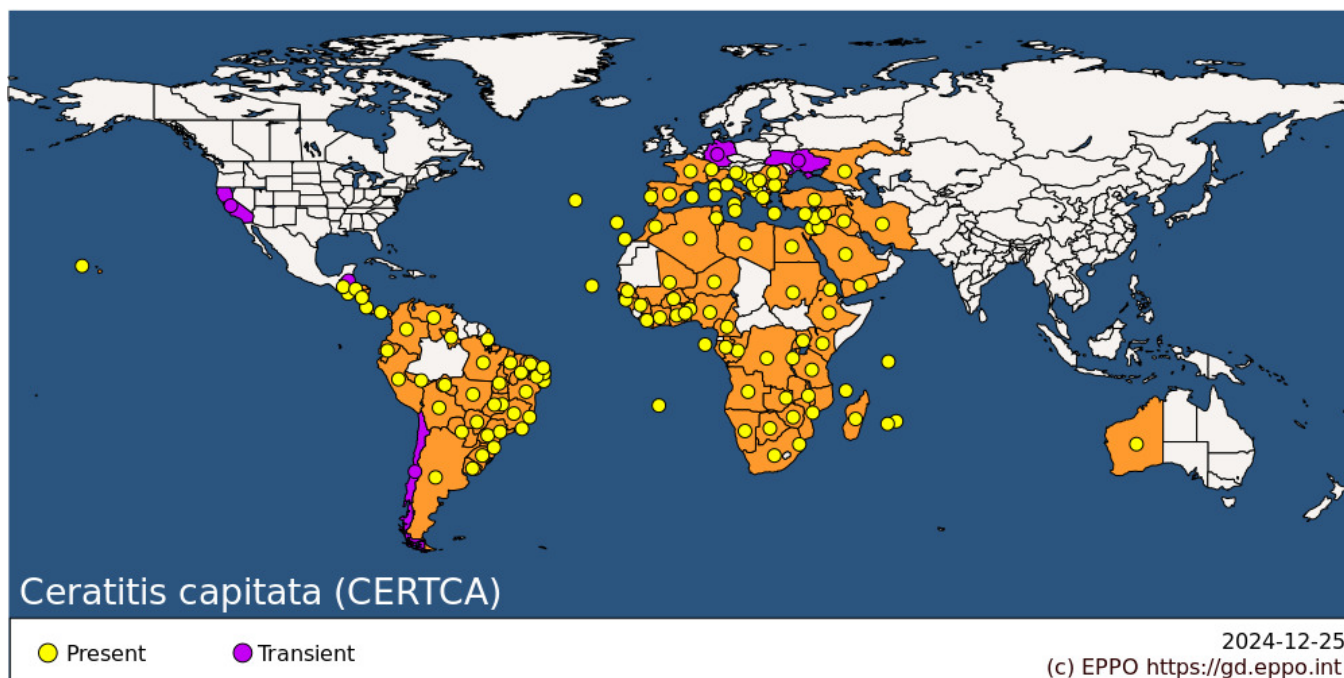 Ceratitis capitata (CERTCA)
Present
Transient
2024-12-25
(c) EPPO https://gd.eppo.int